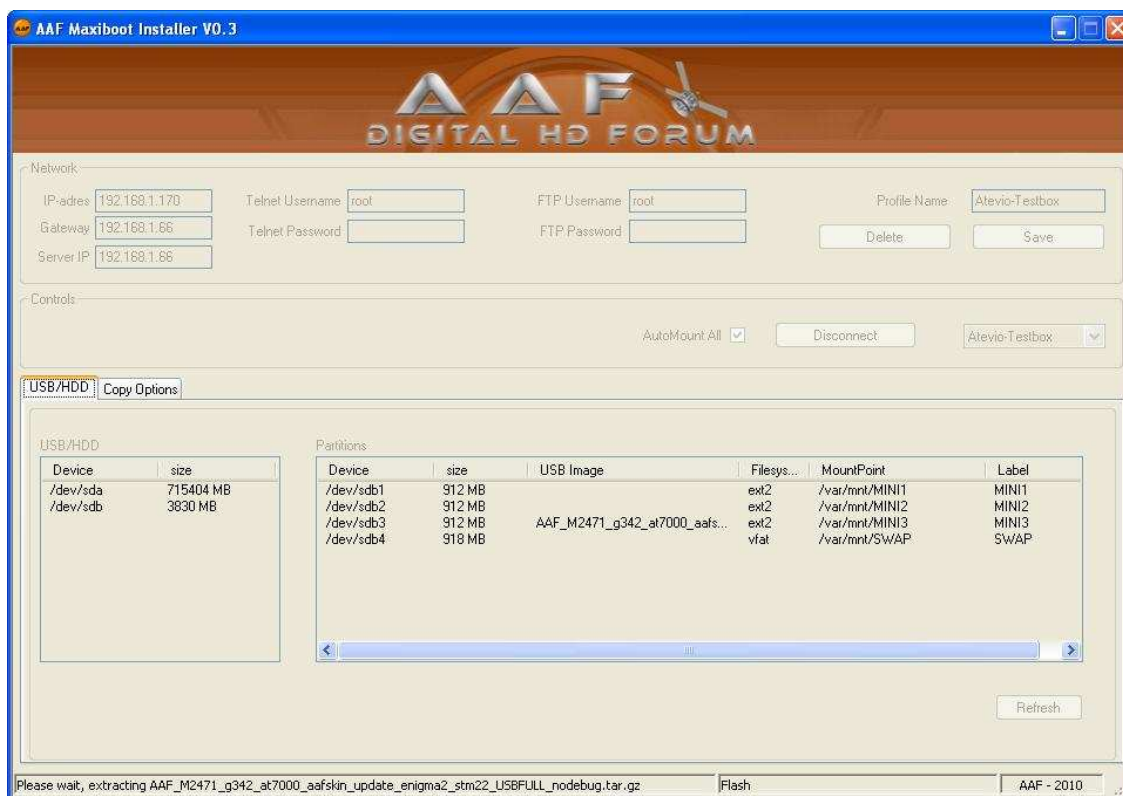 AAF Maxiboot Installer V0.3
AAF
DIGITAL HD FORUM
Network
IP-adres 192.168.1.170 Telnet Username root FTP Username root Profile Name Atevio-Testbox
Gateway 192.168.1.66 Telnet Password FTP Password Delete Save
Server IP 192.168.1.66
Controls
AutoMount All Disconnect Atevio-Testbox
USB/HDD Copy Options
USB/HDD Partitions
Device size Device size USB Image Filesys... MountPoint Label
/dev/sda 715404 MB /dev/sdb1 912 MB ext2 /var/mnt/MINI1 MINI1
/dev/sdb 3830 MB /dev/sdb2 912 MB ext2 /var/mnt/MINI2 MINI2
/dev/sdb3 912 MB AAF_M2471_g342_at7000_aafs... ext2 /var/mnt/MINI3 MINI3
/dev/sdb4 918 MB vfat /var/mnt/SWAP SWAP
Refresh
Please wait, extracting AAF_M2471_g342_at7000_aafskin_update_enigma2_stm22_USBFULL_nodebug.tar.gz Flash AAF - 2010